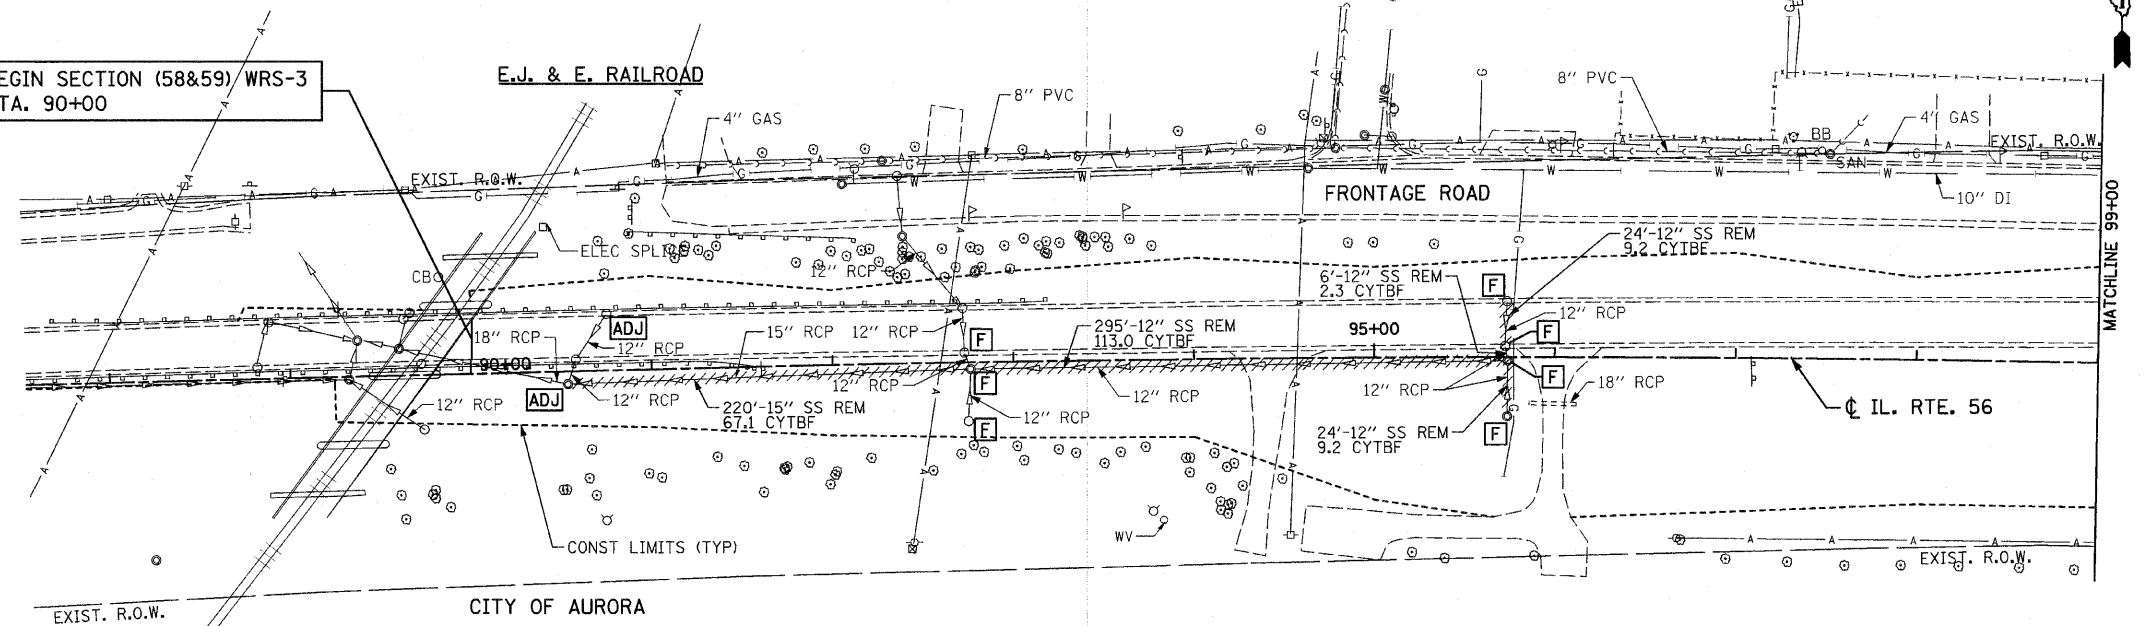 EGIN SECTION (58&59) WRS-3
TA. 90+00
E.J. & E. RAILROAD
4" GAS
8" PVC
8" PVC
4" GAS
BB
SAN
EXIST. R.O.W.
EXIST. R.O.W.
FRONTAGE ROAD
10" DI
MATCHLINE 99+00
ELEC SPLICE
CB
12" RCP
24'-12" SS REM
9.2 CYTBF
6'-12" SS REM
2.3 CYTBF
F
12" RCP
18" RCP
ADJ
12" RCP
15" RCP
12" RCP
F
295'-12" SS REM
113.0 CYTBF
95+00
F
90+00
12" RCP
F
12" RCP
12" RCP
F
18" RCP
12" RCP
ADJ
12" RCP
220'-15" SS REM
67.1 CYTBF
12" RCP
F
24'-12" SS REM
9.2 CYTBF
F
℄ IL. RTE. 56
WV
CONST LIMITS (TYP)
EXIST. R.O.W.
EXIST. R.O.W.
CITY OF AURORA